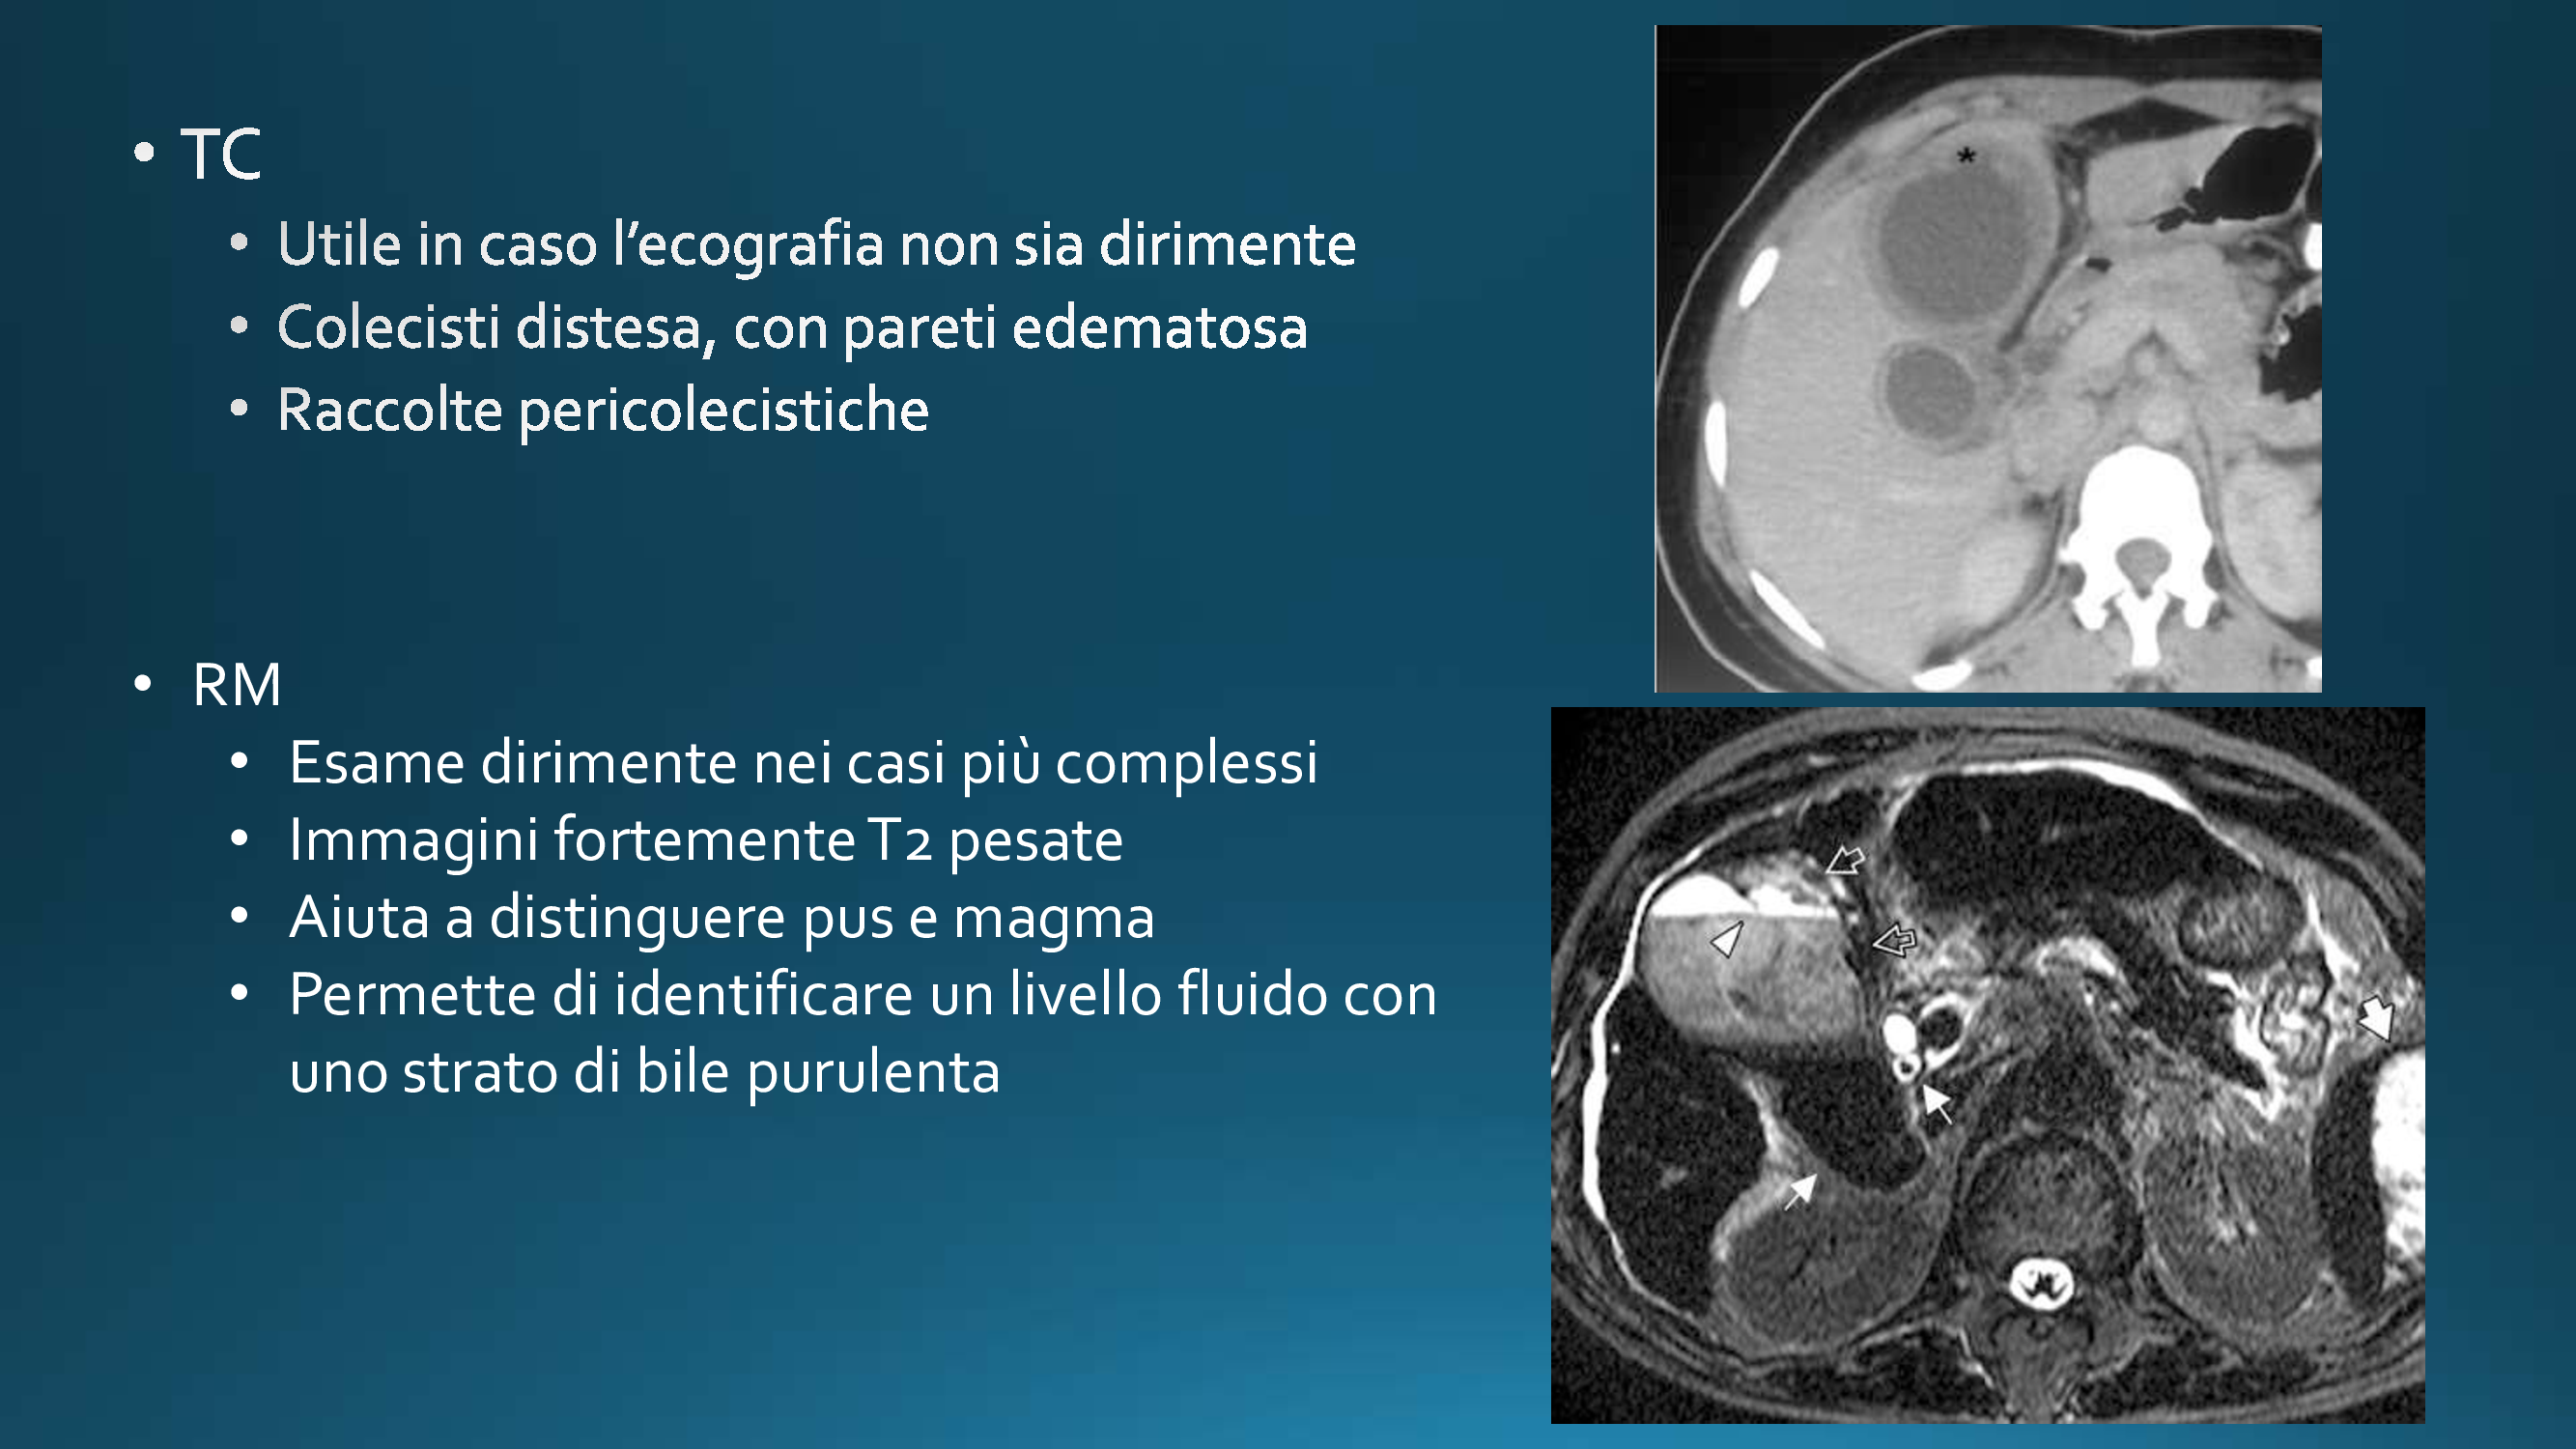 • TC
• Utile in caso l’ecografia non sia dirimente
• Colecisti distesa, con pareti edematosa
• Raccolte pericolecistiche
• RM
• Esame dirimente nei casi più complessi
• Immagini fortemente T2 pesate
• Aiuta a distinguere pus e magma
• Permette di identificare un livello fluido con
uno strato di bile purulenta
*